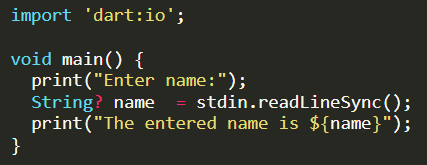 import 'dart:io';

void main() {
  print("Enter name:");
  String? name  = stdin.readLineSync();
  print("The entered name is ${name}");
}